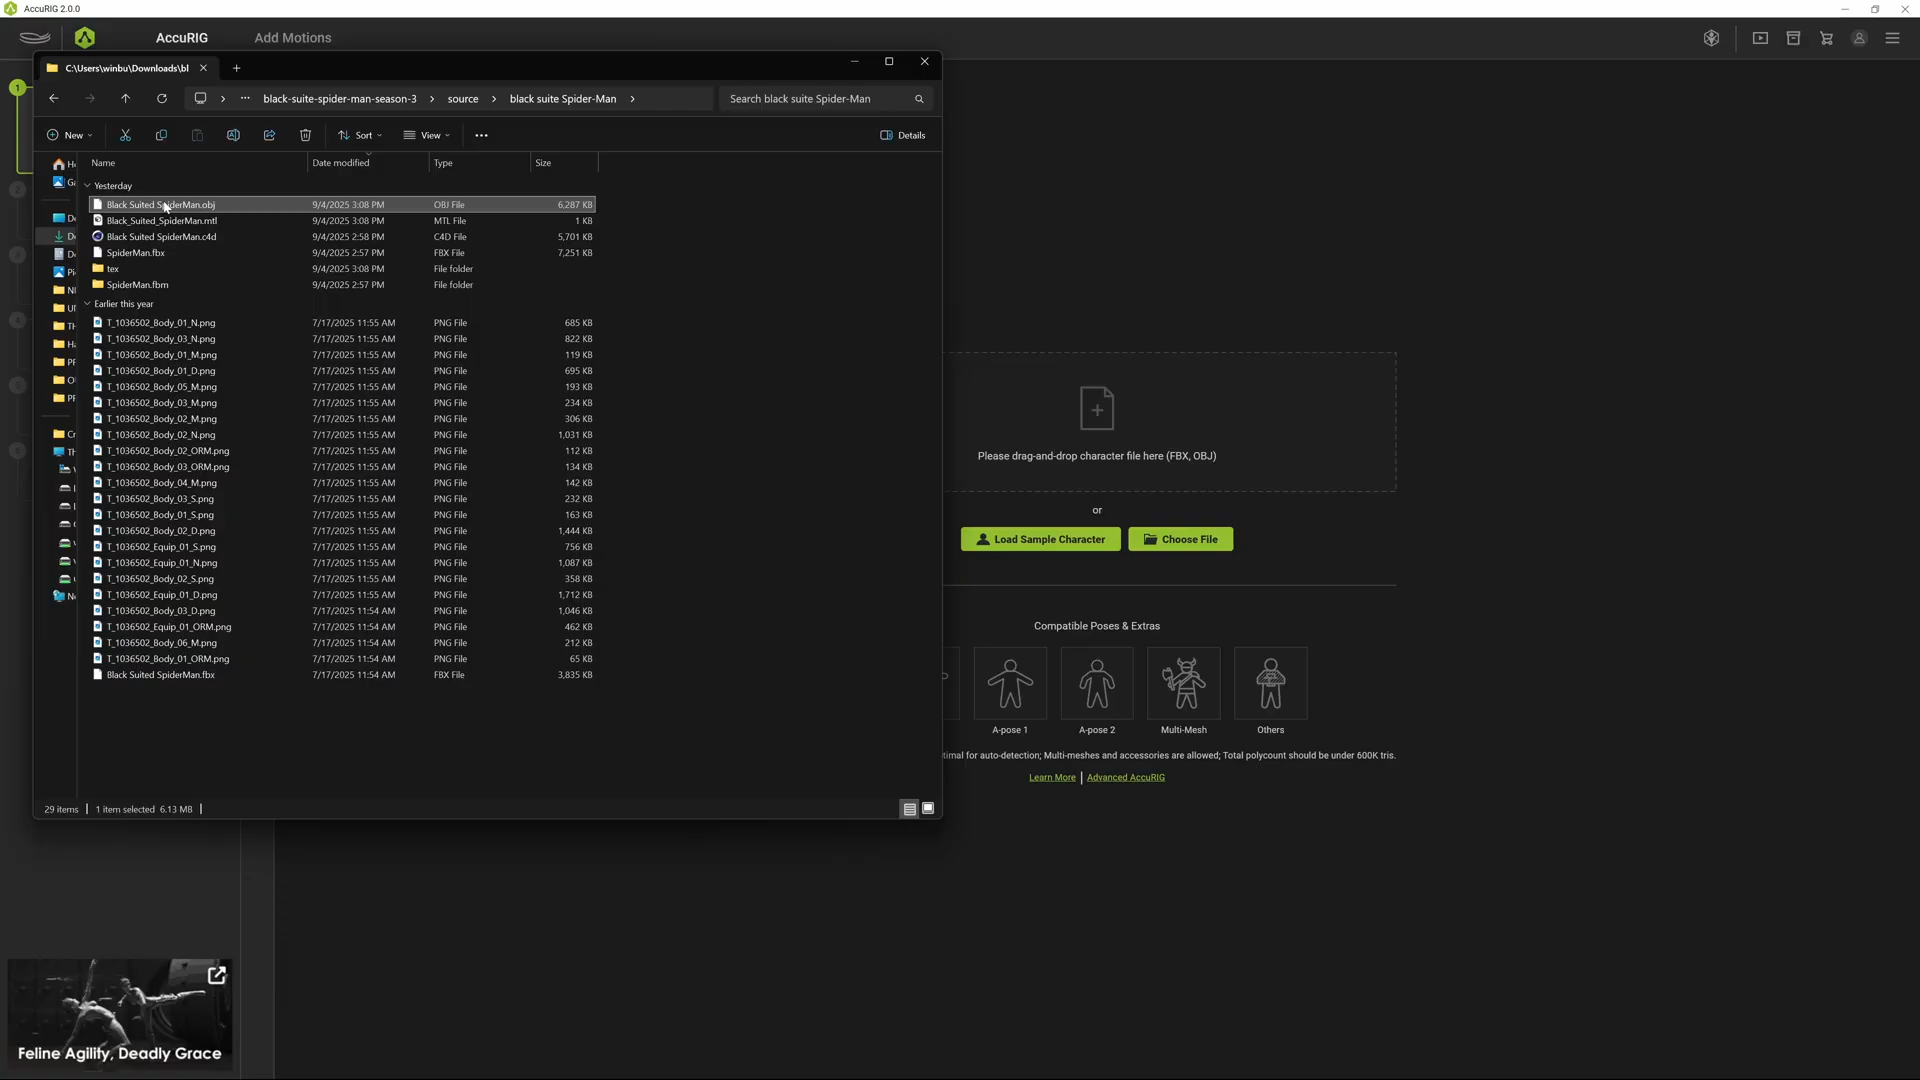 AccuRIG 2.0.0
AccuRIG
Add Motions
C:\Users\winbu\Downloads\bl
black-suite-spider-man-season-3 > source > black suite Spider-Man >
Search black suite Spider-Man
New
Sort
View
Details
Name Date modified Type Size
Yesterday
Black Suited SpiderMan.obj 9/4/2025 3:08 PM OBJ File 6,287 KB
Black_Suited_SpiderMan.mtl 9/4/2025 3:08 PM MTL File 1 KB
Black Suited SpiderMan.c4d 9/4/2025 2:58 PM C4D File 5,701 KB
SpiderMan.fbx 9/4/2025 2:57 PM FBX File 7,251 KB
tex 9/4/2025 3:08 PM File folder
SpiderMan.fbm 9/4/2025 2:57 PM File folder
Earlier this year
T_1036502_Body_01_N.png 7/17/2025 11:55 AM PNG File 685 KB
T_1036502_Body_03_N.png 7/17/2025 11:55 AM PNG File 822 KB
T_1036502_Body_01_M.png 7/17/2025 11:55 AM PNG File 119 KB
T_1036502_Body_01_D.png 7/17/2025 11:55 AM PNG File 695 KB
T_1036502_Body_05_M.png 7/17/2025 11:55 AM PNG File 193 KB
T_1036502_Body_03_M.png 7/17/2025 11:55 AM PNG File 234 KB
T_1036502_Body_02_M.png 7/17/2025 11:55 AM PNG File 306 KB
T_1036502_Body_02_N.png 7/17/2025 11:55 AM PNG File 1,031 KB
T_1036502_Body_02_ORM.png 7/17/2025 11:55 AM PNG File 112 KB
T_1036502_Body_03_ORM.png 7/17/2025 11:55 AM PNG File 134 KB
T_1036502_Body_04_M.png 7/17/2025 11:55 AM PNG File 142 KB
T_1036502_Body_03_S.png 7/17/2025 11:55 AM PNG File 232 KB
T_1036502_Body_01_S.png 7/17/2025 11:55 AM PNG File 163 KB
T_1036502_Body_02_D.png 7/17/2025 11:55 AM PNG File 1,444 KB
T_1036502_Equip_01_S.png 7/17/2025 11:55 AM PNG File 756 KB
T_1036502_Equip_01_N.png 7/17/2025 11:55 AM PNG File 1,087 KB
T_1036502_Body_02_S.png 7/17/2025 11:55 AM PNG File 358 KB
T_1036502_Equip_01_D.png 7/17/2025 11:55 AM PNG File 1,712 KB
T_1036502_Body_03_D.png 7/17/2025 11:54 AM PNG File 1,046 KB
T_1036502_Equip_01_ORM.png 7/17/2025 11:54 AM PNG File 462 KB
T_1036502_Body_06_M.png 7/17/2025 11:54 AM PNG File 212 KB
T_1036502_Body_01_ORM.png 7/17/2025 11:54 AM PNG File 65 KB
Black Suited SpiderMan.fbx 7/17/2025 11:54 AM FBX File 3,835 KB
29 items | 1 item selected 6.13 MB |
Please drag-and-drop character file here (FBX, OBJ)
or
Load Sample Character
Choose File
Compatible Poses & Extras
A-pose 1
A-pose 2
Multi-Mesh
Others
timal for auto-detection; Multi-meshes and accessories are allowed; Total polycount should be under 600K tris.
Learn More | Advanced AccuRIG
Feline Agility, Deadly Grace